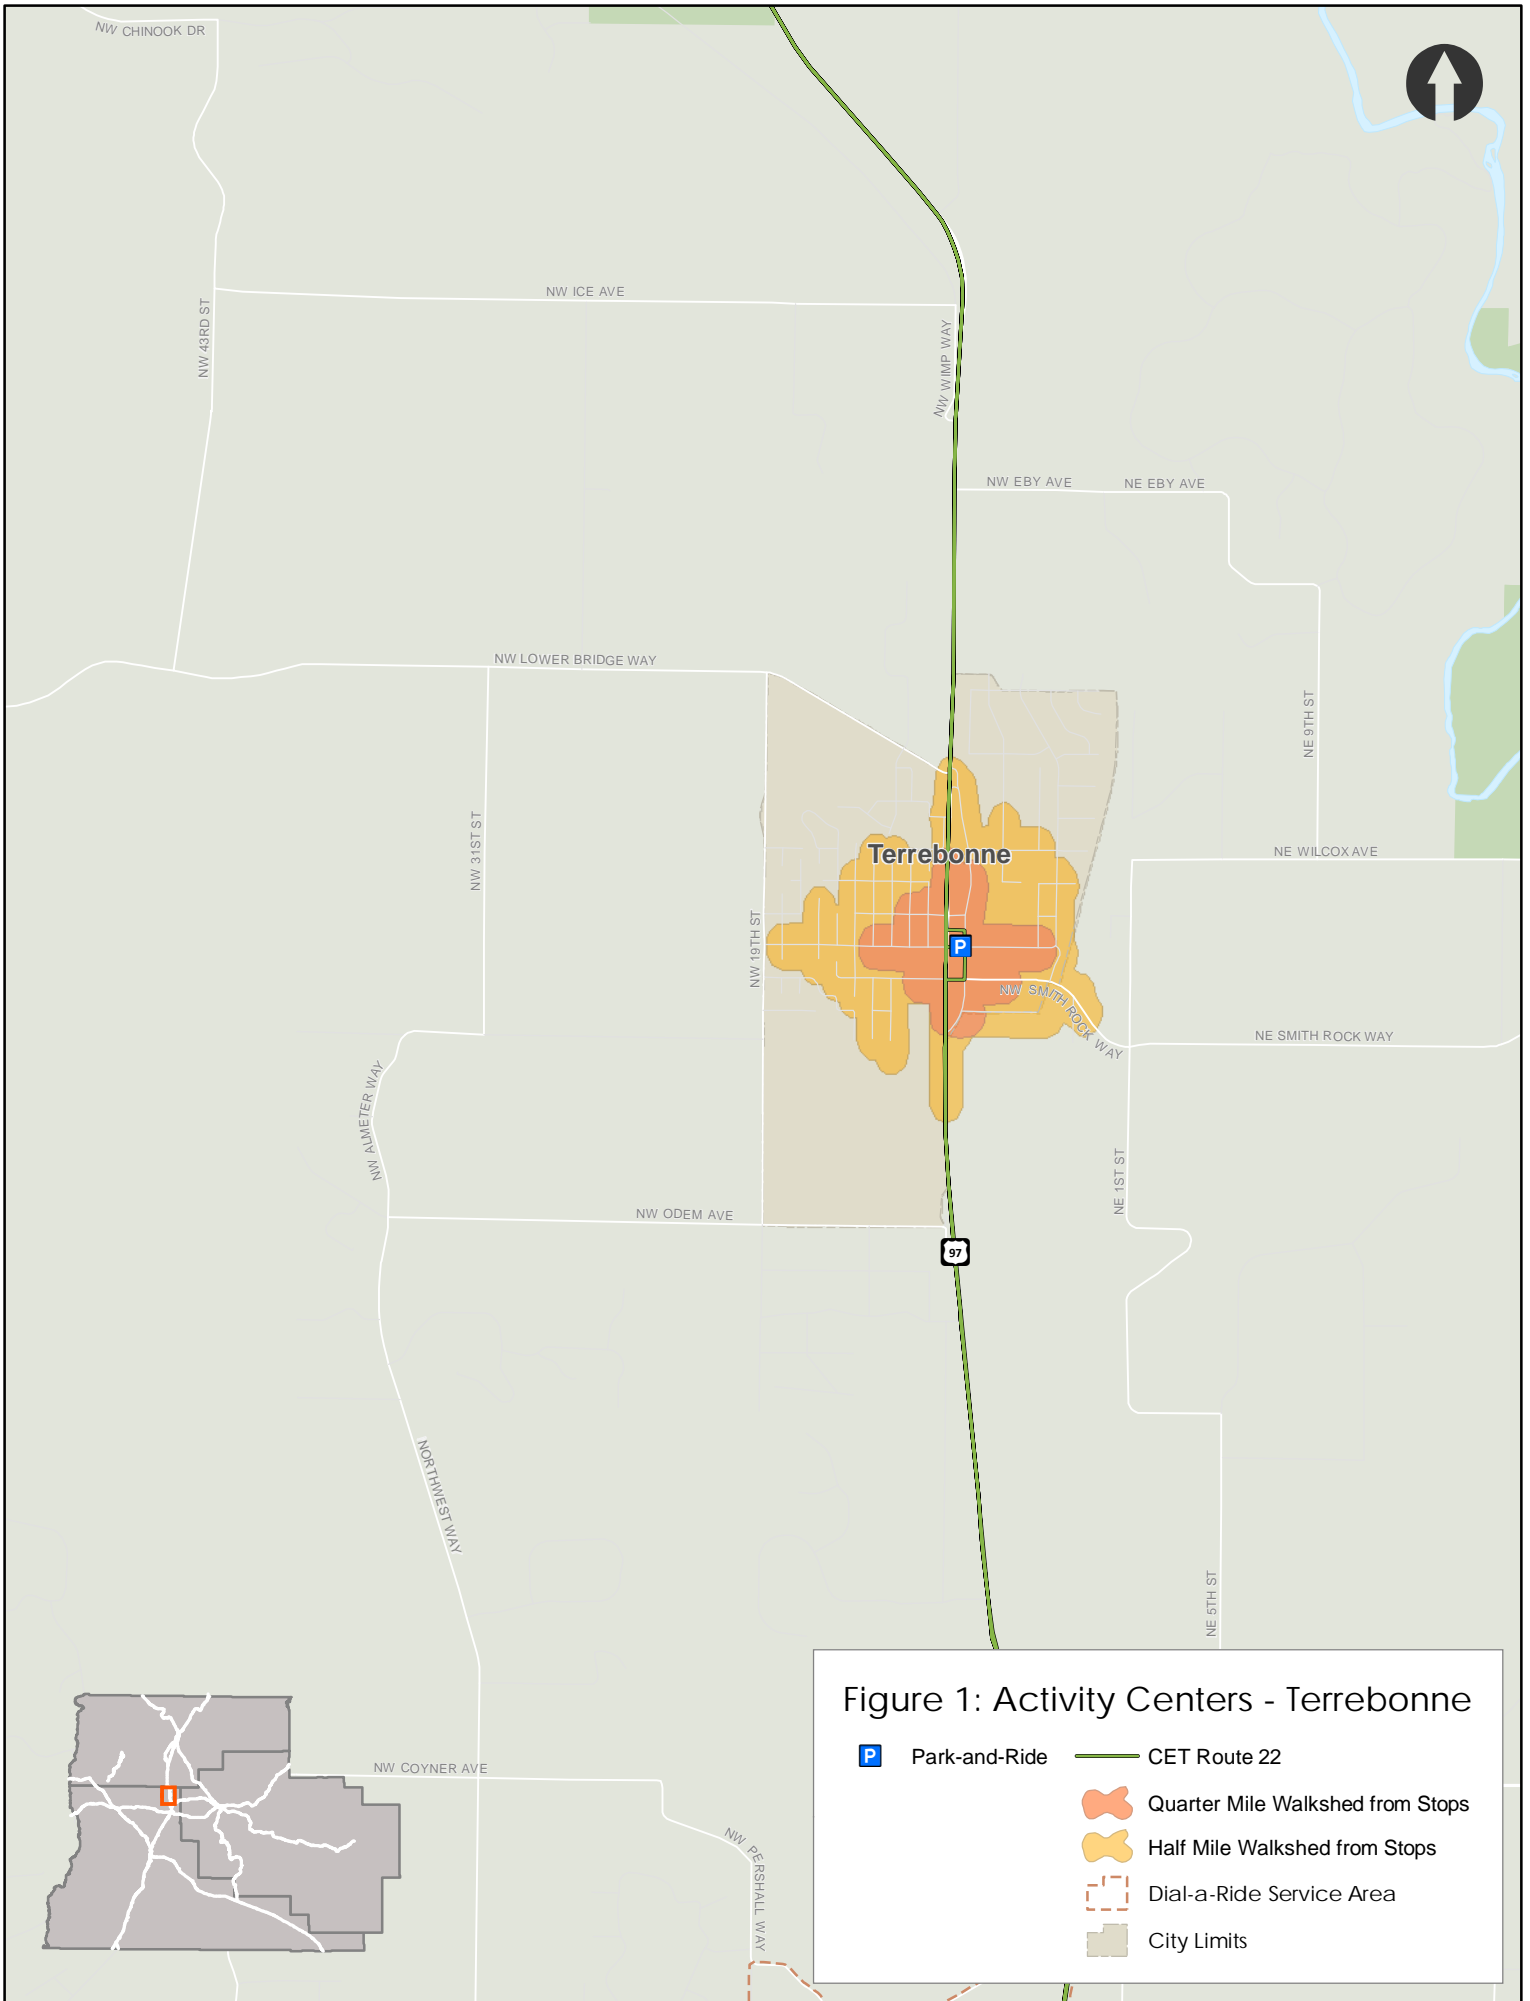 NW CHINOOK DR
NW ICE AVE
NW 43RD ST
NW WIMP WAY
NW EBY AVE
NE EBY AVE
NW LOWER BRIDGE WAY
NE 9TH ST
NW 31ST ST
Terrebonne
NE WILCOX AVE
NW 19TH ST
P
NW SMITH ROCK WAY
NE SMITH ROCK WAY
NW ALMETER WAY
NE 1ST ST
NW ODEM AVE
97
NORTHWEST WAY
NE 5TH ST
NW COYNER AVE
NW PERSHALL WAY
Figure 1: Activity Centers - Terrebonne
P Park-and-Ride CET Route 22
Quarter Mile Walkshed from Stops
Half Mile Walkshed from Stops
Dial-a-Ride Service Area
City Limits